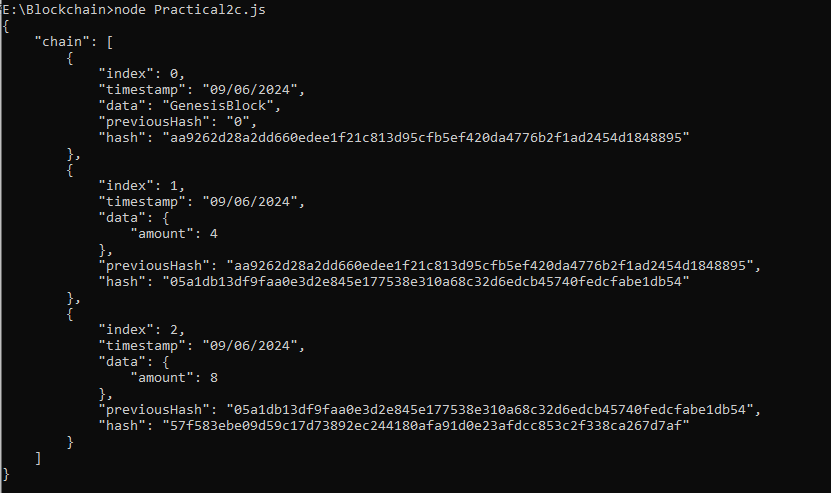 E:\Blockchain>node Practical2c.js
{
    "chain": [
        {
            "index": 0,
            "timestamp": "09/06/2024",
            "data": "GenesisBlock",
            "previousHash": "0",
            "hash": "aa9262d28a2dd660edee1f21c813d95cfb5ef420da4776b2f1ad2454d1848895"
        },
        {
            "index": 1,
            "timestamp": "09/06/2024",
            "data": {
                "amount": 4
            },
            "previousHash": "aa9262d28a2dd660edee1f21c813d95cfb5ef420da4776b2f1ad2454d1848895",
            "hash": "05a1db13df9faa0e3d2e845e177538e310a68c32d6edcb45740fedcfabe1db54"
        },
        {
            "index": 2,
            "timestamp": "09/06/2024",
            "data": {
                "amount": 8
            },
            "previousHash": "05a1db13df9faa0e3d2e845e177538e310a68c32d6edcb45740fedcfabe1db54",
            "hash": "57f583ebe09d59c17d73892ec244180afa91d0e23afdcc853c2f338ca267d7af"
        }
    ]
}